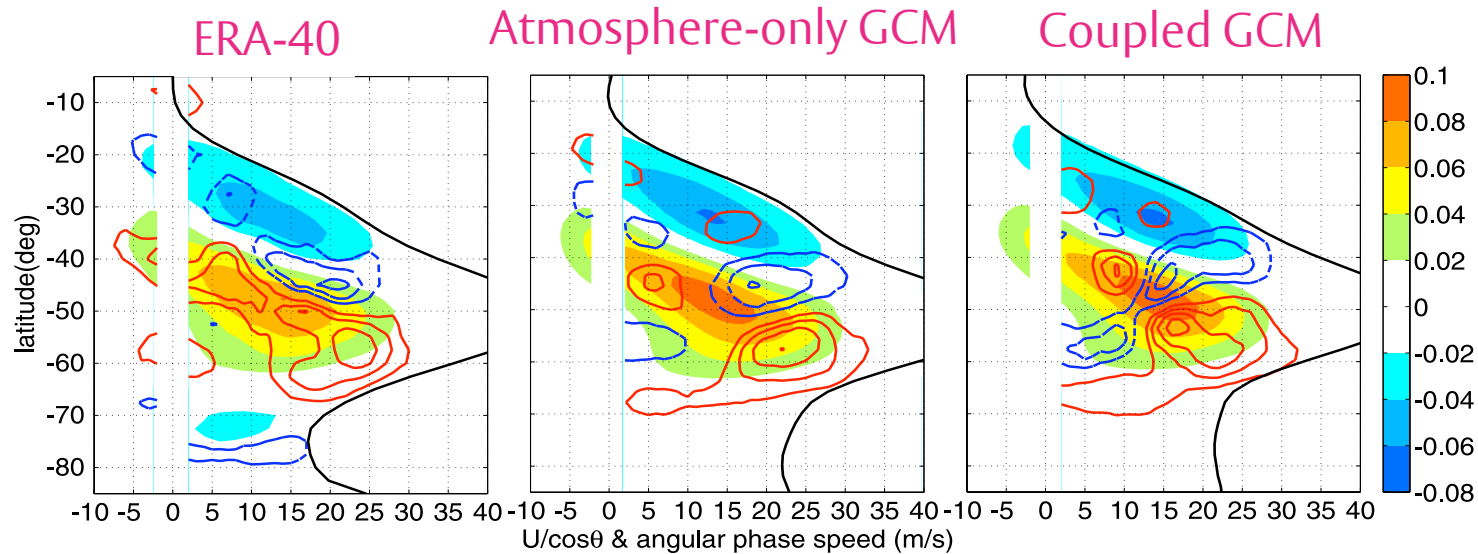 ERA-40
Atmosphere-only GCM
Coupled GCM
latitude(deg)
-10
-20
-30
-40
-50
-60
-70
-80
-10 -5 0 5 10 15 20 25 30 35 40
-10 -5 0 5 10 15 20 25 30 35 40
-10 -5 0 5 10 15 20 25 30 35 40
U/cosθ & angular phase speed (m/s)
0.1
0.08
0.06
0.04
0.02
0
-0.02
-0.04
-0.06
-0.08